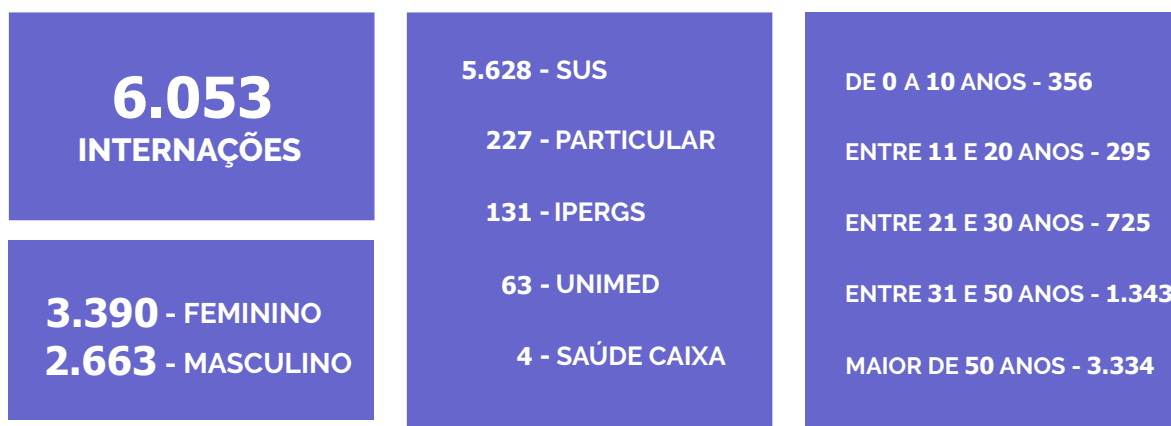 6.053
INTERNAÇÕES
3.390 - FEMININO
2.663 - MASCULINO
5.628 - SUS
227 - PARTICULAR
131 - IPERGS
63 - UNIMED
4 - SAÚDE CAIXA
DE 0 A 10 ANOS - 356
ENTRE 11 E 20 ANOS - 295
ENTRE 21 E 30 ANOS - 725
ENTRE 31 E 50 ANOS - 1.343
MAIOR DE 50 ANOS - 3.334